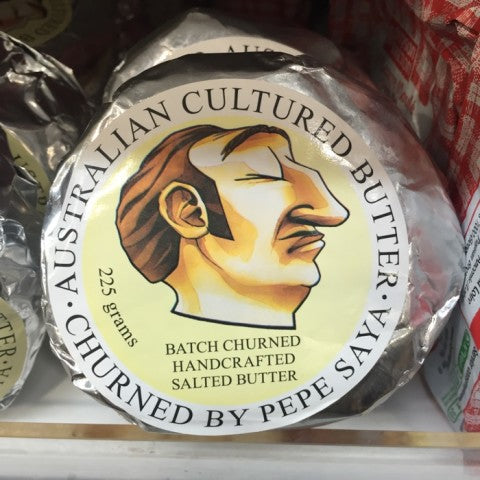 · AUSTRALIAN CULTURED BUTTER ·
CHURNED BY PEPE SAYA
225 grams
BATCH CHURNED
HANDCRAFTED
SALTED BUTTER